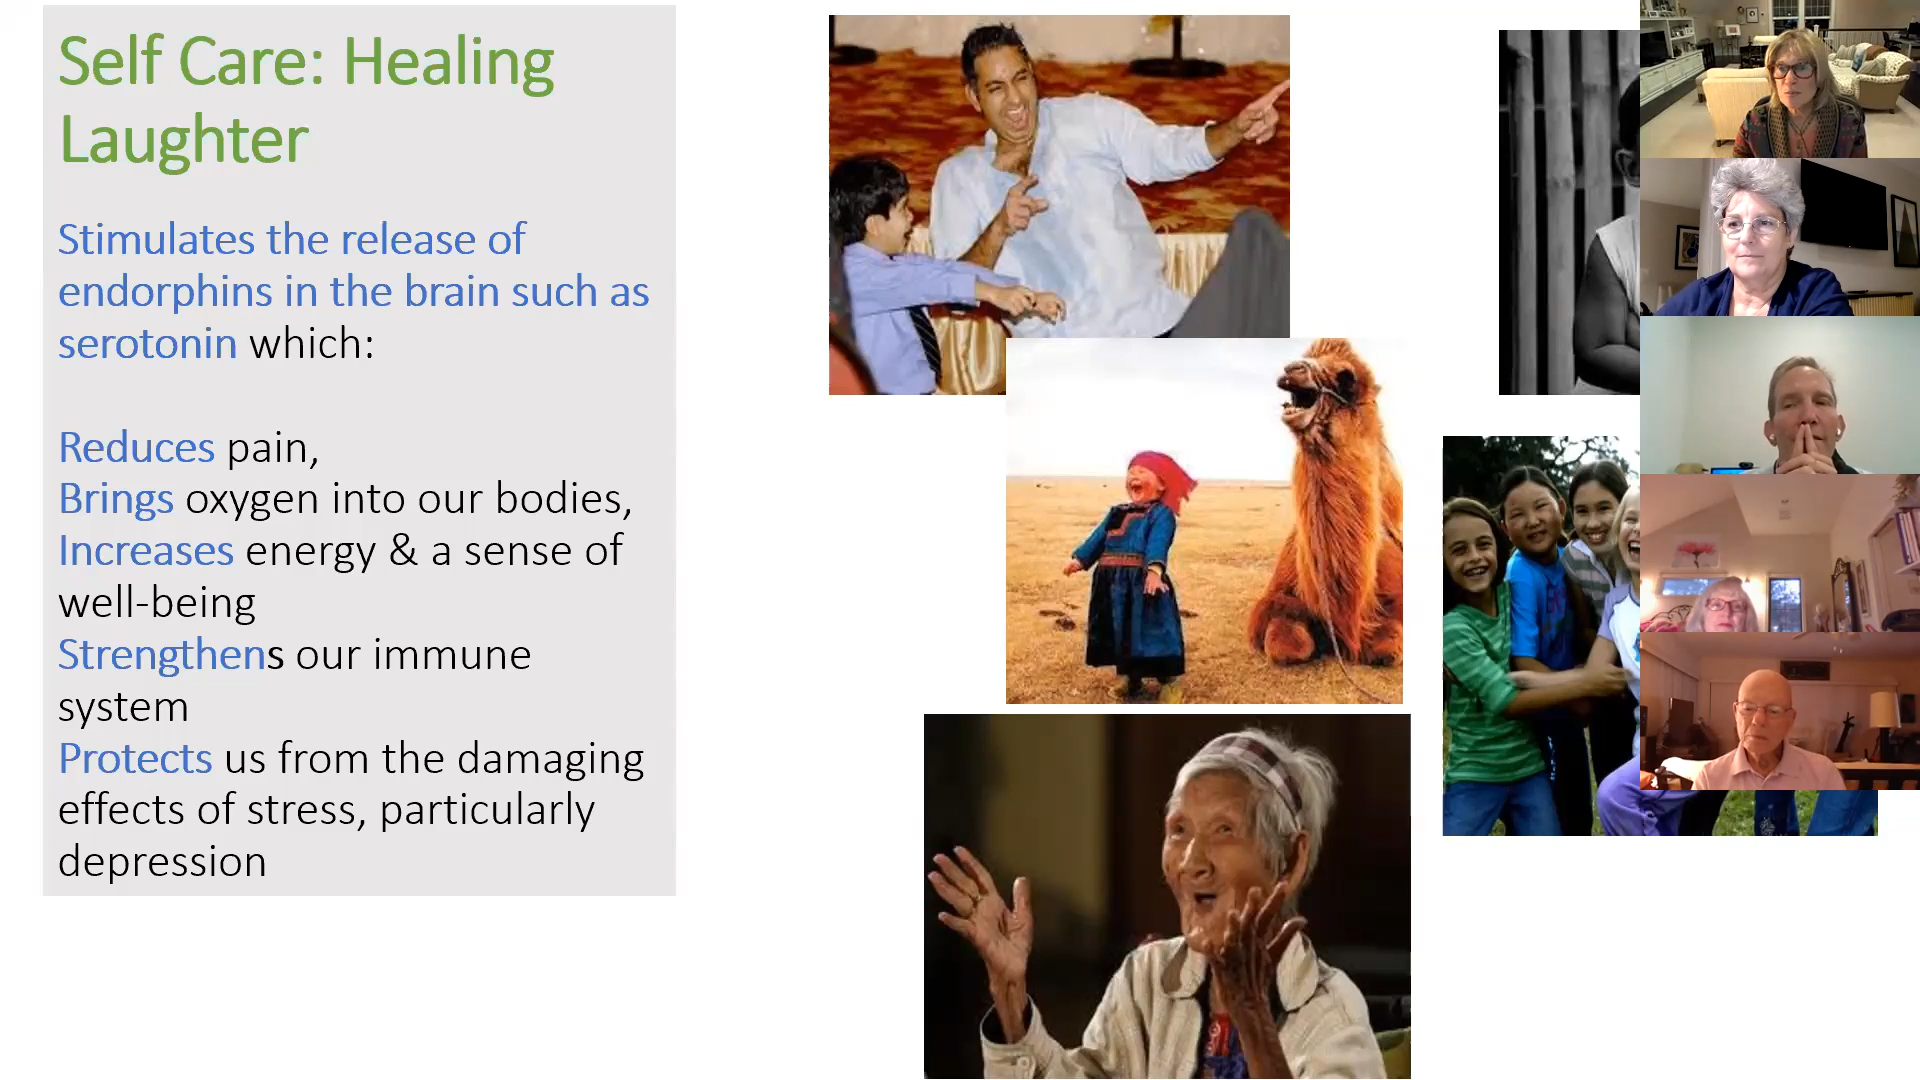 Self Care: Healing
Laughter
Stimulates the release of
endorphins in the brain such as
serotonin which:
Reduces pain,
Brings oxygen into our bodies,
Increases energy & a sense of
well-being
Strengthens our immune
system
Protects us from the damaging
effects of stress, particularly
depression